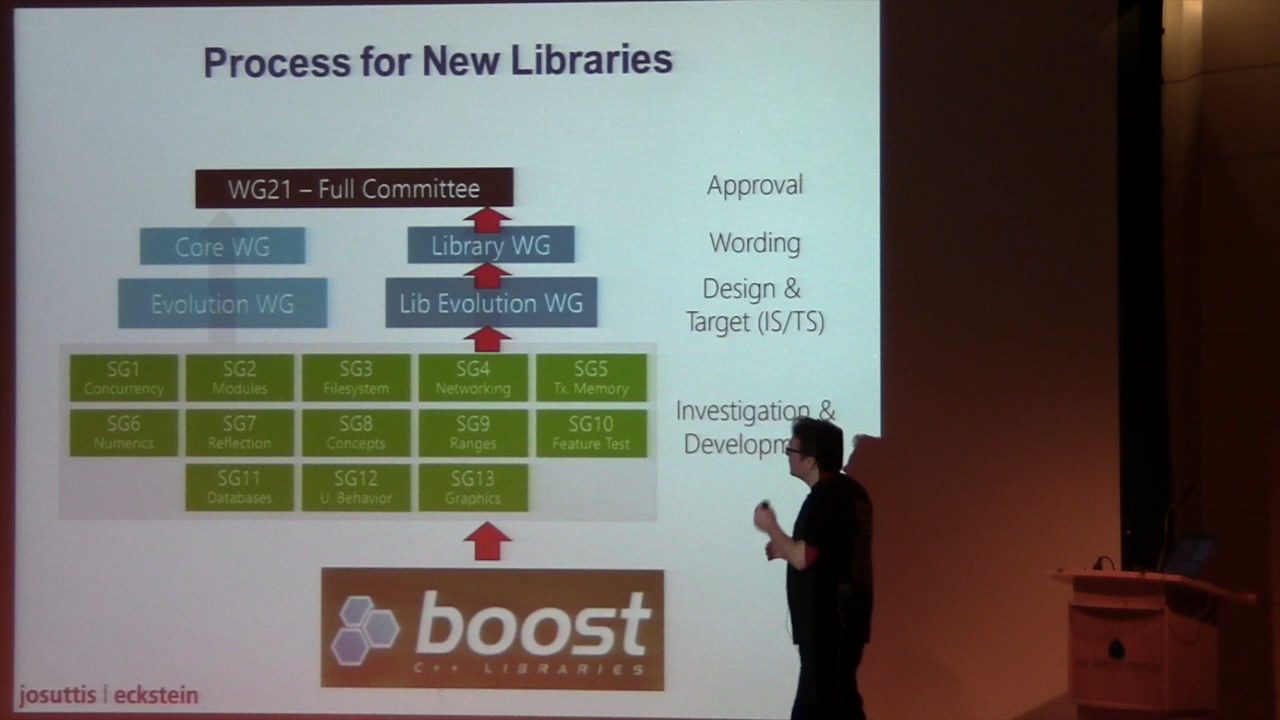 Process for New Libraries
WG21 – Full Committee
Approval
Core WG
Library WG
Wording
Evolution WG
Lib Evolution WG
Design &
Target (IS/TS)
SG1
Concurrency
SG2
Modules
SG3
Filesystem
SG4
Networking
SG5
Tx. Memory
SG6
Numerics
SG7
Reflection
SG8
Concepts
SG9
Ranges
SG10
Feature Test
Investigation &
Developm
SG11
Databases
SG12
U. Behavior
SG13
Graphics
boost
C++ LIBRARIES
josuttis | eckstein